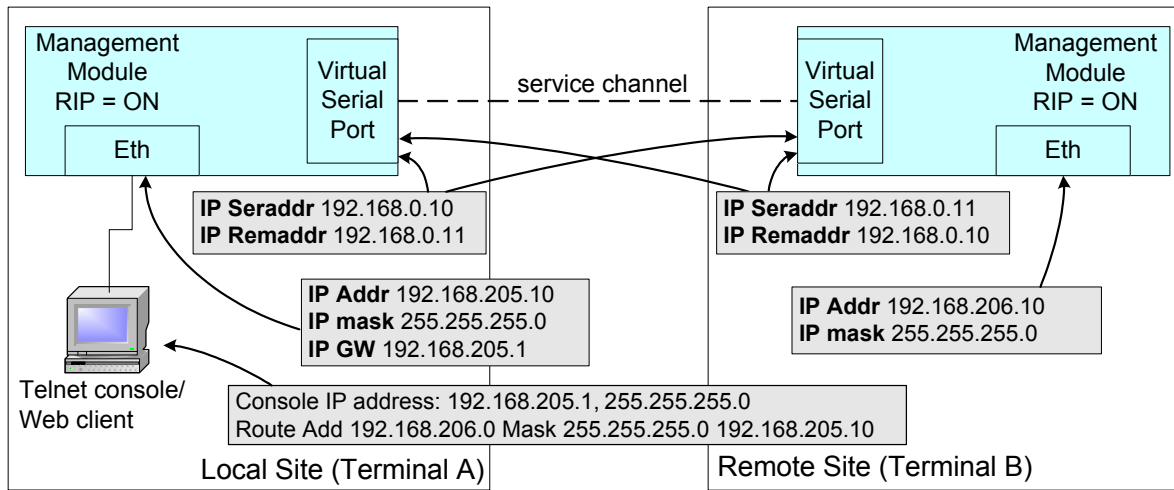 Management
Module
RIP = ON
Eth
Virtual
Serial
Port
service channel
Virtual
Serial
Port
Management
Module
RIP = ON
Eth
IP Seraddr 192.168.0.10
IP Remaddr 192.168.0.11
IP Seraddr 192.168.0.11
IP Remaddr 192.168.0.10
IP Addr 192.168.205.10
IP mask 255.255.255.0
IP GW 192.168.205.1
IP Addr 192.168.206.10
IP mask 255.255.255.0
Telnet console/
Web client
Console IP address: 192.168.205.1, 255.255.255.0
Route Add 192.168.206.0 Mask 255.255.255.0 192.168.205.10
Local Site (Terminal A)
Remote Site (Terminal B)